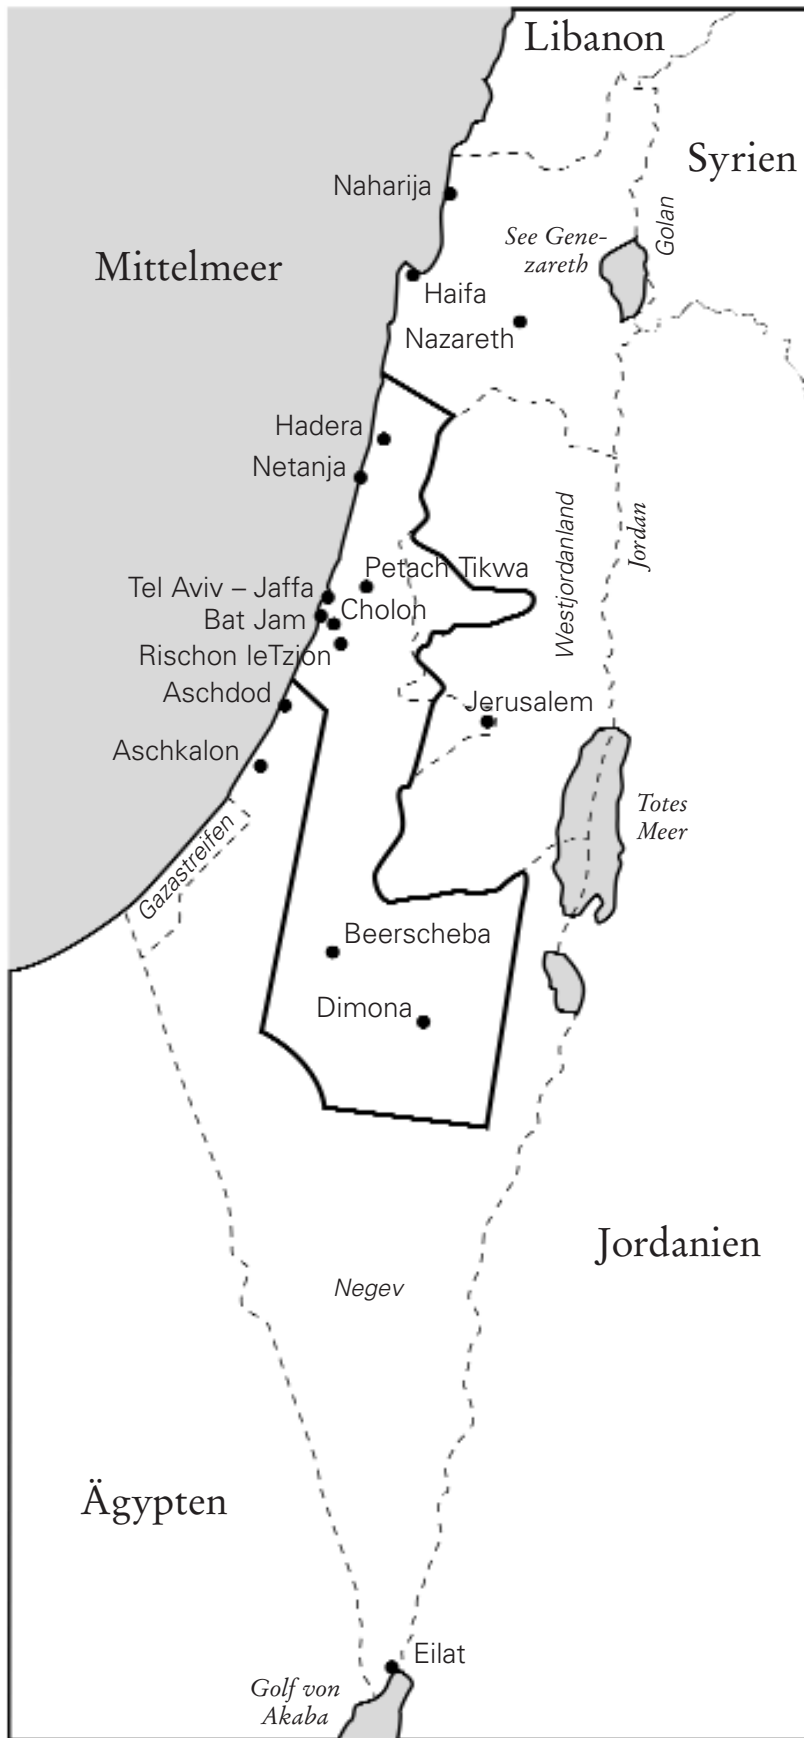 Libanon
Syrien
Naharija
Golan
See Gene-
zareth
Mittelmeer
Haifa
Nazareth
Hadera
Netanja
Westjordanland
Jordan
Petach Tikwa
Tel Aviv – Jaffa
Cholon
Bat Jam
Rischon leTzion
Aschdod
Jerusalem
Aschkalon
Totes
Meer
Gazastreifen
Beerscheba
Dimona
Jordanien
Negev
Ägypten
Eilat
Golf von
Akaba